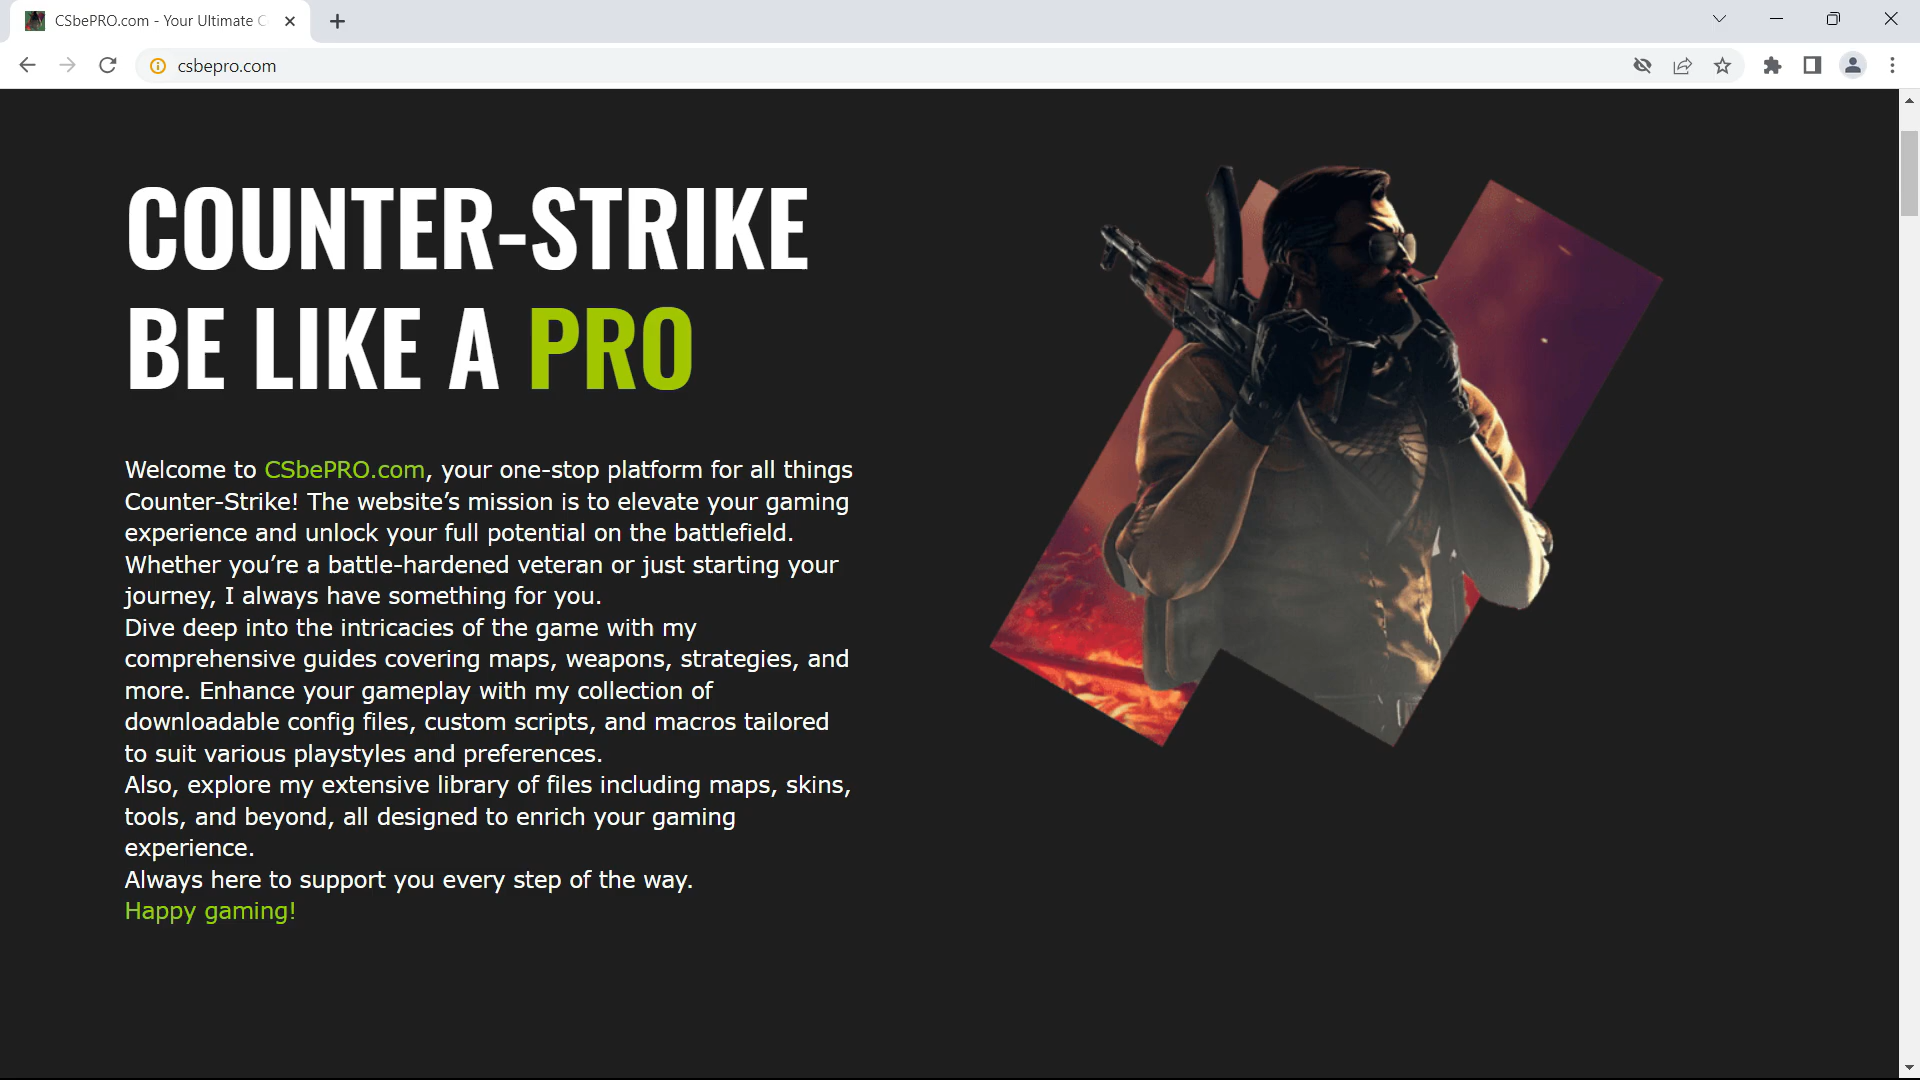 CSbePRO.com - Your Ultimate C
csbepro.com
COUNTER-STRIKE
BE LIKE A PRO
Welcome to CSbePRO.com, your one-stop platform for all things
Counter-Strike! The website’s mission is to elevate your gaming
experience and unlock your full potential on the battlefield.
Whether you’re a battle-hardened veteran or just starting your
journey, I always have something for you.
Dive deep into the intricacies of the game with my
comprehensive guides covering maps, weapons, strategies, and
more. Enhance your gameplay with my collection of
downloadable config files, custom scripts, and macros tailored
to suit various playstyles and preferences.
Also, explore my extensive library of files including maps, skins,
tools, and beyond, all designed to enrich your gaming
experience.
Always here to support you every step of the way.
Happy gaming!